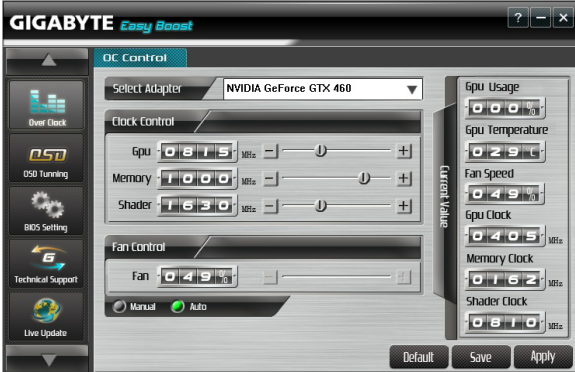 GIGABYTE Easy Boost
? – ×
OC Control
Over Clock
OSD
OSD Tunning
BIOS Setting
G
Technical Support
Live Update
Select Adapter NVIDIA GeForce GTX 460
Clock Control
Gpu 0815 MHz − +
Memory 1000 MHz − +
Shader 1630 MHz − +
Fan Control
Fan 049 % − +
Manual Auto
Current Value
Gpu Usage
000 %
Gpu Temperature
029 C
Fan Speed
049 %
Gpu Clock
0405 MHz
Memory Clock
0162 MHz
Shader Clock
0810 MHz
Default Save Apply